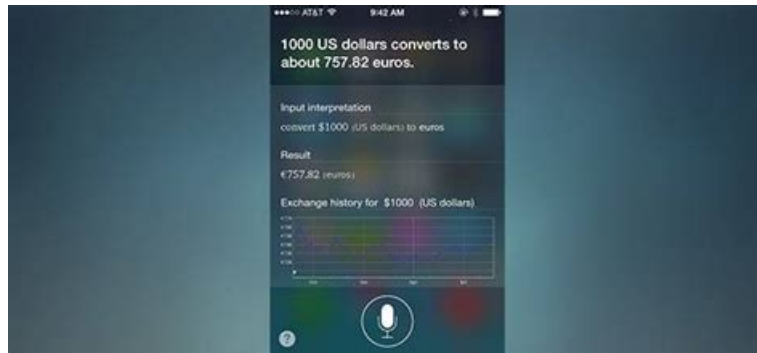 AT&T 9:42 AM
1000 US dollars converts to
about 757.82 euros.
Input interpretation
convert $1000 (US dollars) to euros
Result
€757.82 (euros)
Exchange history for $1000 (US dollars)
?